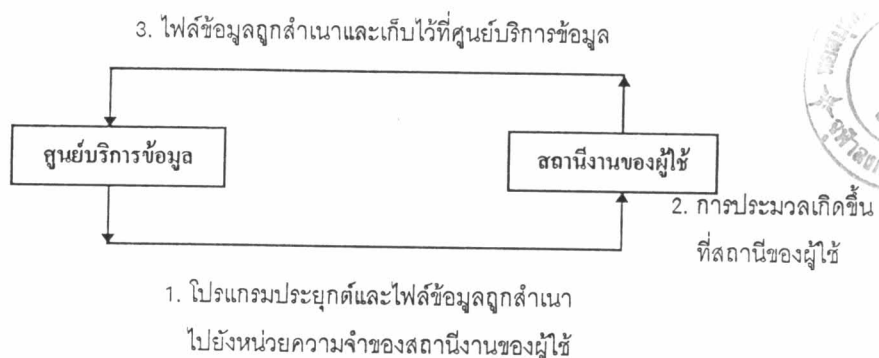 3. ไฟล์ข้อมูลถูกสำเนาและเก็บไว้ที่ศูนย์บริการข้อมูล
ศูนย์บริการข้อมูล
สถานีงานของผู้ใช้
2. การประมวลเกิดขึ้น
ที่สถานีของผู้ใช้
1. โปรแกรมประยุกต์และไฟล์ข้อมูลถูกสำเนา
ไปยังหน่วยความจำของสถานีงานของผู้ใช้